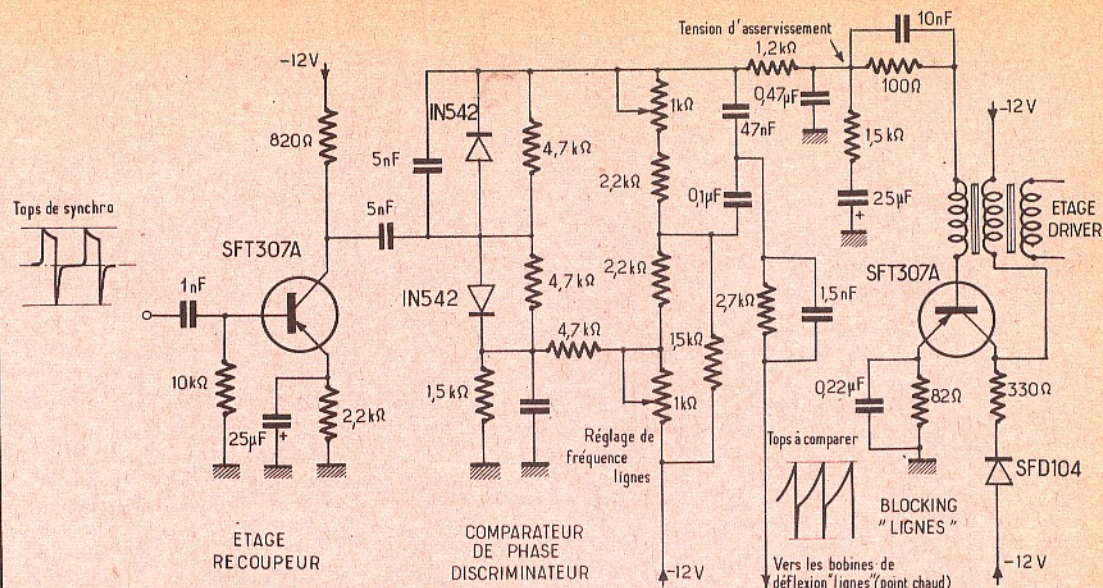 Tension d'asservissement
10nF
1,2kΩ
100Ω
-12V
IN542
820Ω
4,7kΩ
1kΩ
0,47µF
47nF
1,5kΩ
-12V
5nF
2,2kΩ
0,1µF
25µF
+
Tops de synchro
5nF
ETAGE
DRIVER
SFT307A
SFT307A
1nF
IN542
4,7kΩ
2,2kΩ
2,7kΩ
1,5nF
4,7kΩ
1,5kΩ
10kΩ
1,5kΩ
1kΩ
0,22µF
82Ω
330Ω
25µF
+
2,2kΩ
Réglage de
fréquence
lignes
Tops à comparer
SFD104
BLOCKING
"LIGNES"
ETAGE
RECOUPEUR
COMPARATEUR
DE PHASE
DISCRIMINATEUR
-12V
Vers les bobines de
déflexion "lignes" (point chaud)
-12V